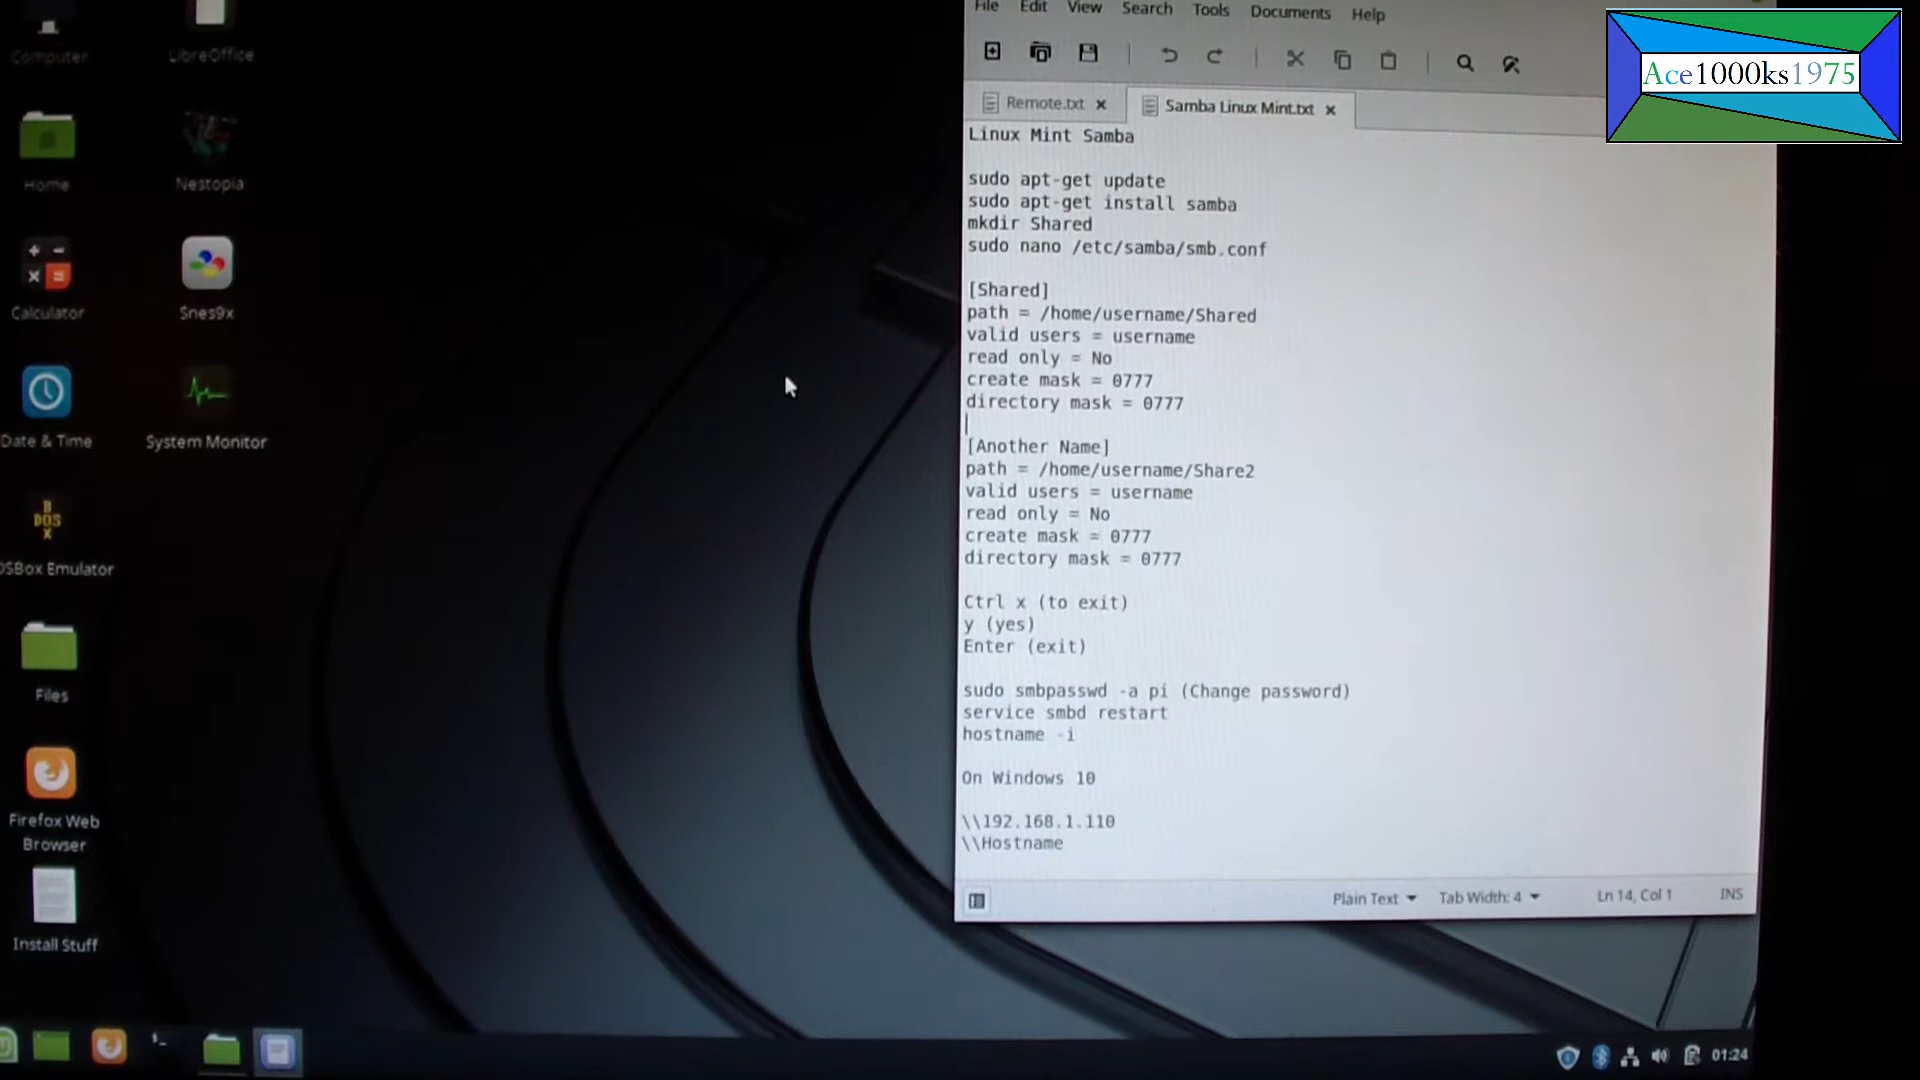 Computer
LibreOffice
Home
Nestopia
Calculator
Snes9x
Date & Time
System Monitor
B
DOS
X
OSBox Emulator
Files
Firefox Web
Browser
Install Stuff
File Edit View Search Tools Documents Help
Ace1000ks1975
Remote.txt
Samba Linux Mint.txt
Linux Mint Samba
sudo apt-get update
sudo apt-get install samba
mkdir Shared
sudo nano /etc/samba/smb.conf
[Shared]
path = /home/username/Shared
valid users = username
read only = No
create mask = 0777
directory mask = 0777
[Another Name]
path = /home/username/Share2
valid users = username
read only = No
create mask = 0777
directory mask = 0777
Ctrl x (to exit)
y (yes)
Enter (exit)
sudo smbpasswd -a pi (Change password)
service smbd restart
hostname -i
On Windows 10
\\192.168.1.110
\\Hostname
Plain Text Tab Width: 4 Ln 14, Col 1 INS
01:24